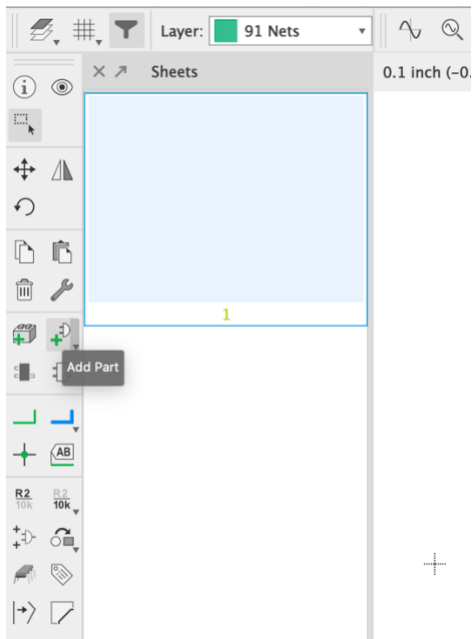 Layer: 91 Nets
Sheets
0.1 inch (-0.
1
Add Part
AB
R2
10k
R2
10k